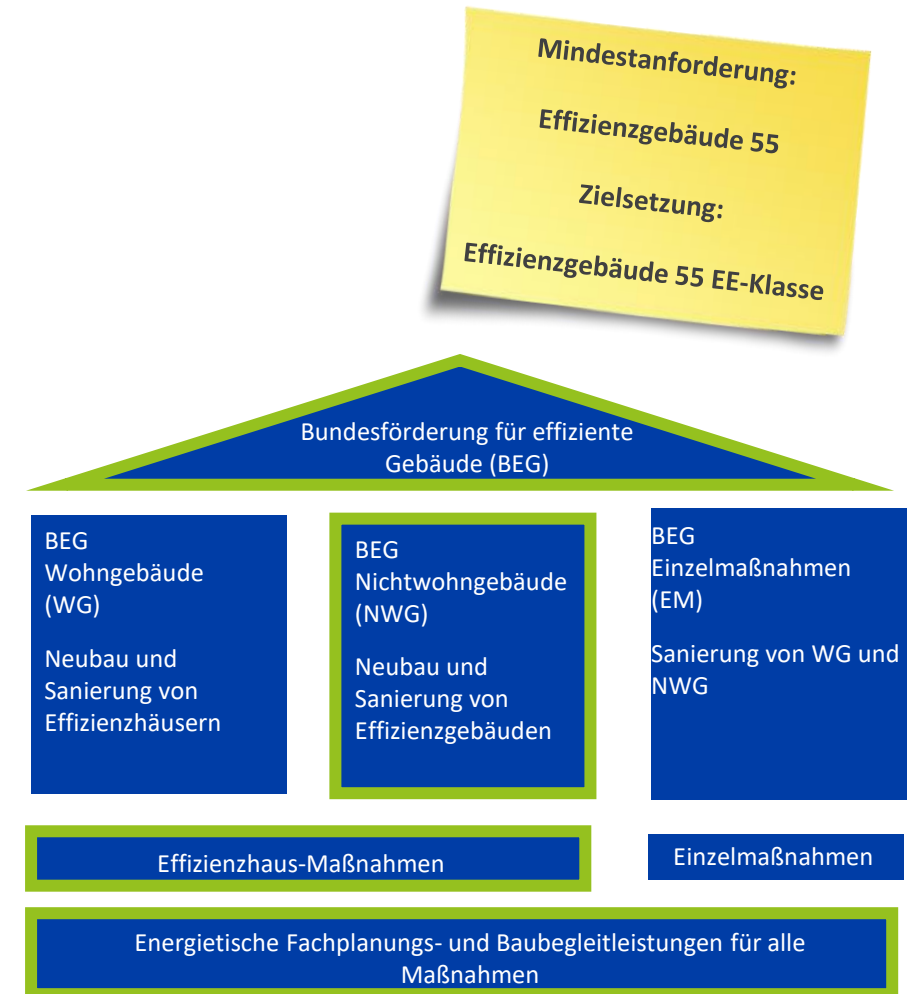 Mindestanforderung:
Effizienzgebäude 55
Zielsetzung:
Effizienzgebäude 55 EE-Klasse
Bundesförderung für effiziente
Gebäude (BEG)
BEG
Wohngebäude
(WG)
Neubau und
Sanierung von
Effizienzhäusern
BEG
Nichtwohngebäude
(NWG)
Neubau und
Sanierung von
Effizienzgebäuden
BEG
Einzelmaßnahmen
(EM)
Sanierung von WG und
NWG
Effizienzhaus-Maßnahmen
Einzelmaßnahmen
Energietische Fachplanungs- und Baubegleitleistungen für alle
Maßnahmen